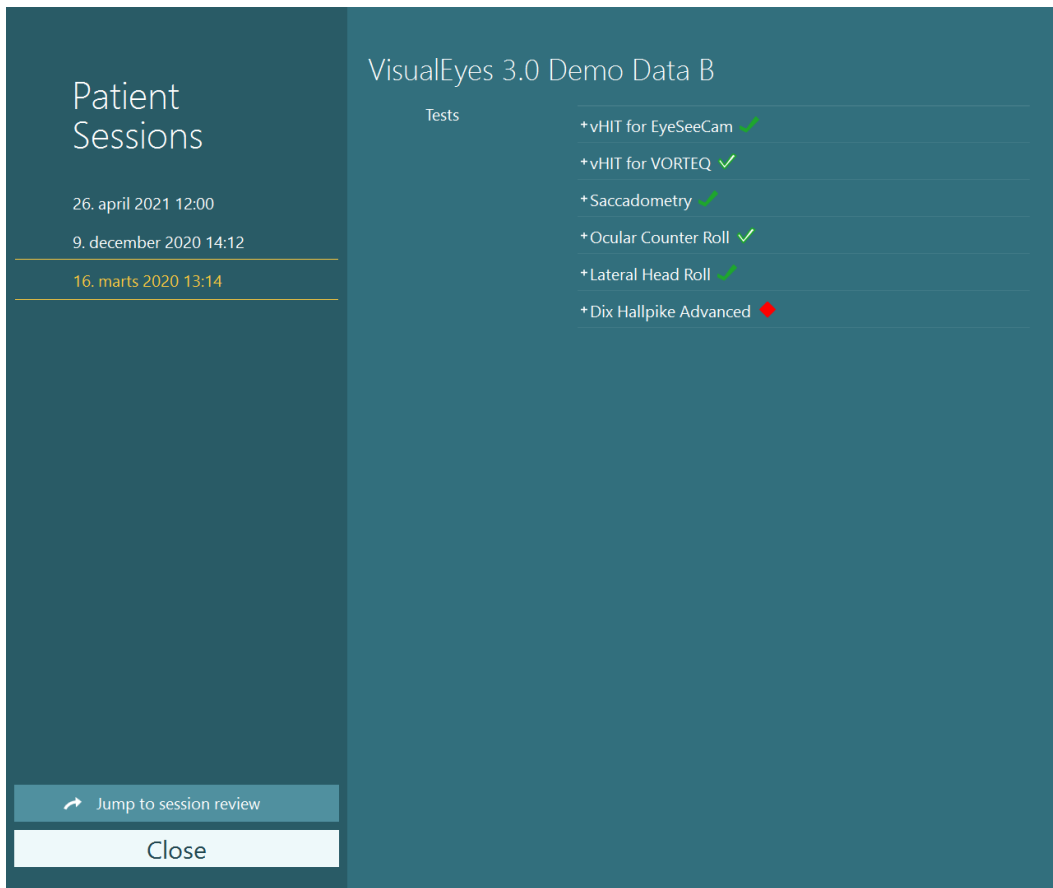 Patient
Sessions
26. april 2021 12:00
9. december 2020 14:12
16. marts 2020 13:14
Jump to session review
Close
VisualEyes 3.0 Demo Data B
Tests
+vHIT for EyeSeeCam
+vHIT for VORTEQ
+Saccadometry
+Ocular Counter Roll
+Lateral Head Roll
+Dix Hallpike Advanced